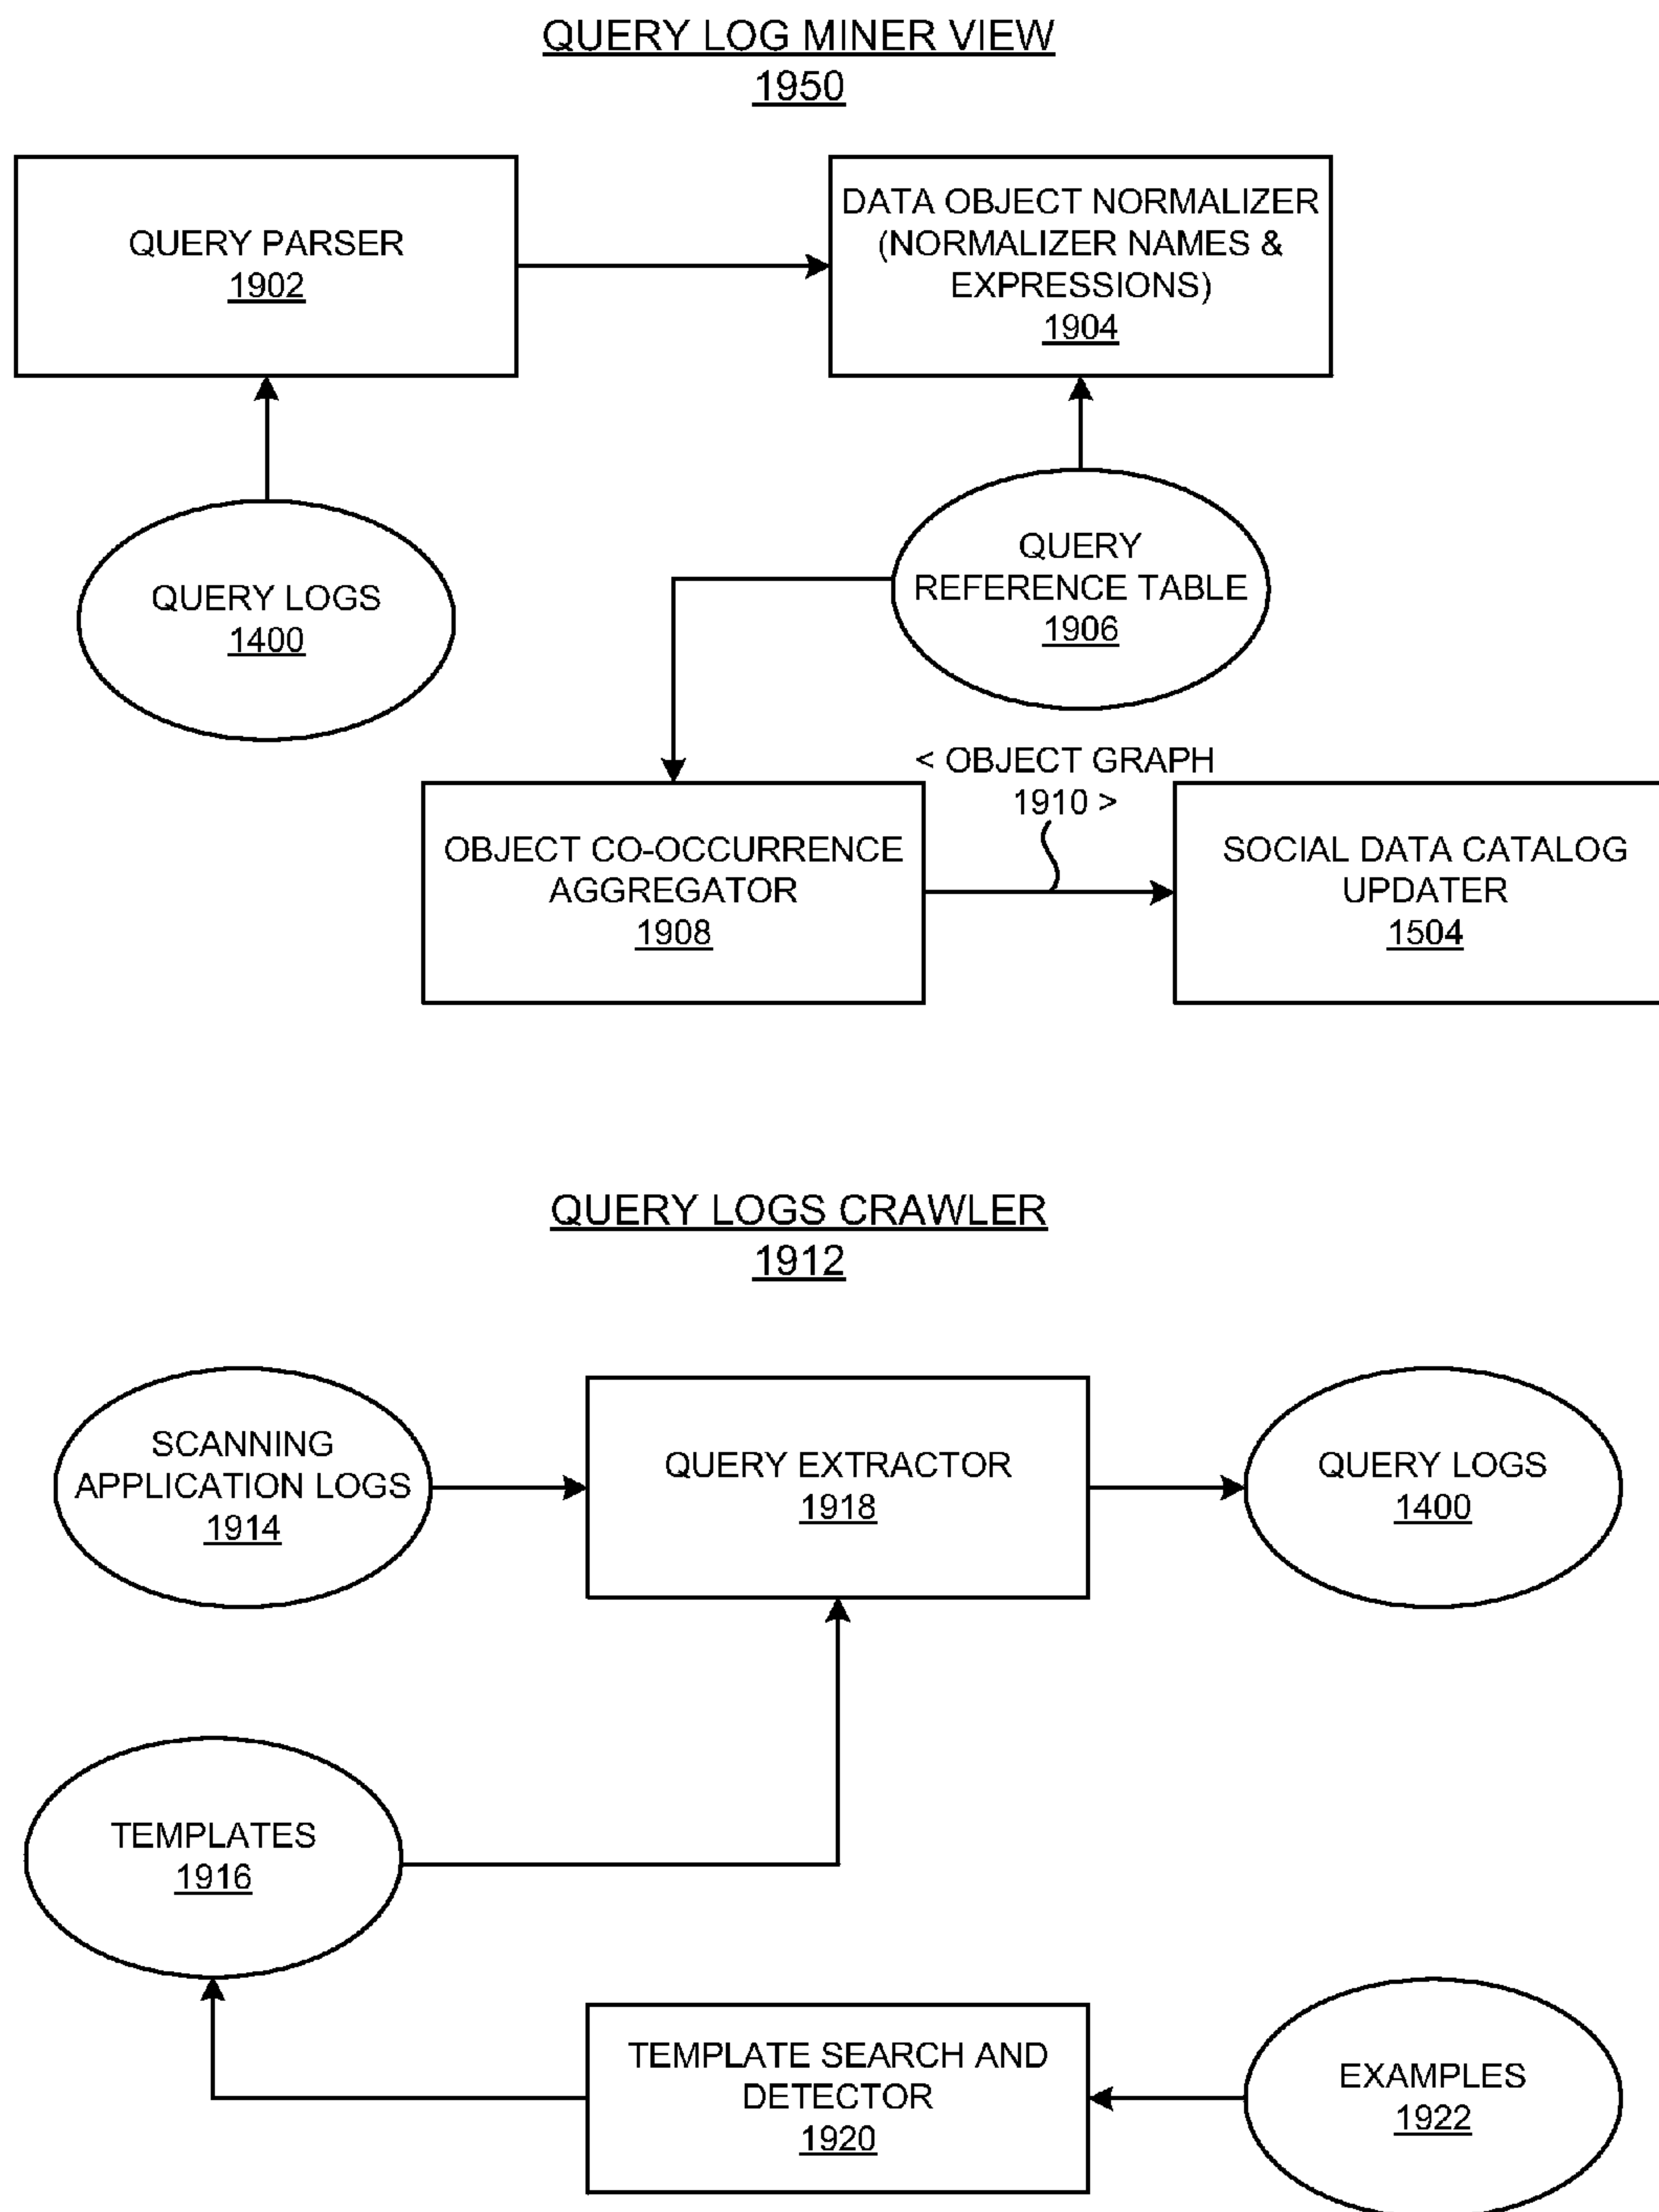 QUERY LOG MINER VIEW
1950
QUERY PARSER
1902
DATA OBJECT NORMALIZER
(NORMALIZER NAMES &
EXPRESSIONS)
1904
QUERY LOGS
1400
QUERY
REFERENCE TABLE
1906
< OBJECT GRAPH
1910 >
OBJECT CO-OCCURRENCE
AGGREGATOR
1908
SOCIAL DATA CATALOG
UPDATER
1504
QUERY LOGS CRAWLER
1912
SCANNING
APPLICATION LOGS
1914
QUERY EXTRACTOR
1918
QUERY LOGS
1400
TEMPLATES
1916
TEMPLATE SEARCH AND
DETECTOR
1920
EXAMPLES
1922